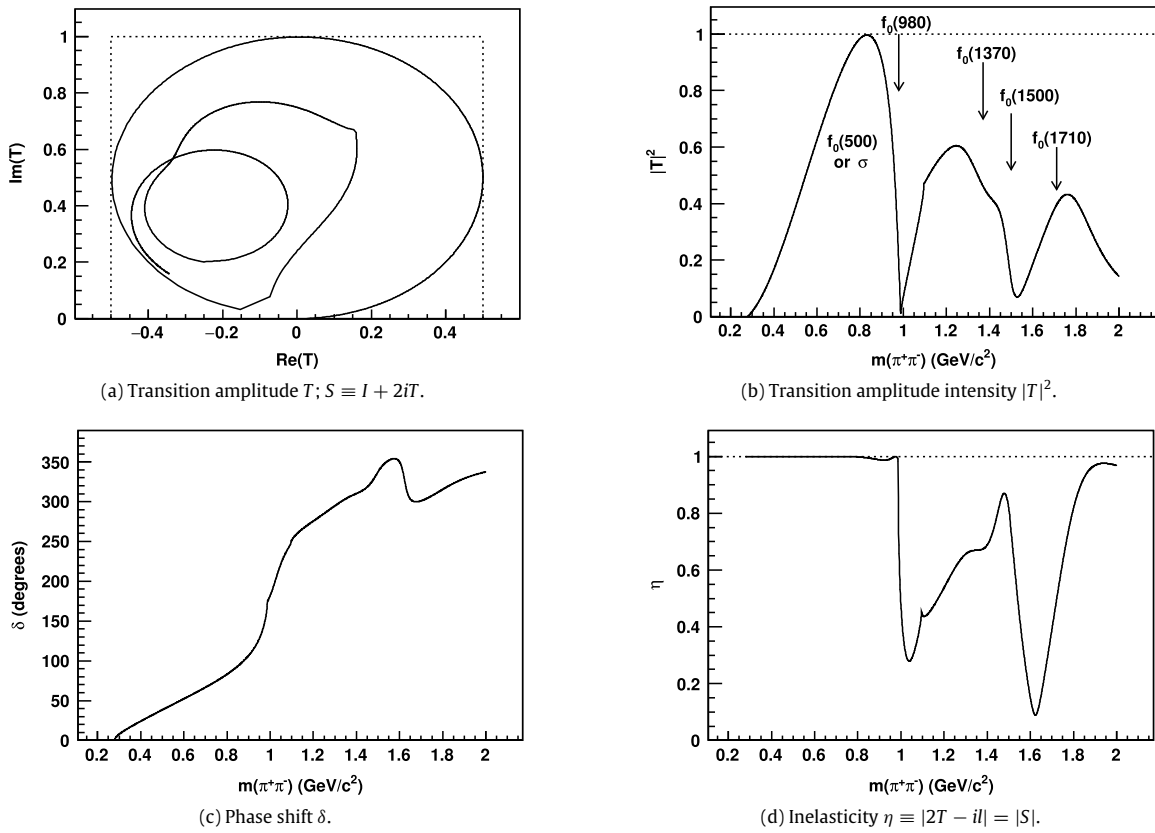 1
0.8
0.6
0.4
0.2
0
Im(T)
−0.4 −0.2 0 0.2 0.4
Re(T)
(a) Transition amplitude T; S ≡ I + 2iT.
1
0.8
0.6
0.4
0.2
0
|T|²
f₀(980)
f₀(1370)
f₀(1500)
f₀(500)
or σ
f₀(1710)
0.2 0.4 0.6 0.8 1 1.2 1.4 1.6 1.8 2
m(π⁺π⁻) (GeV/c²)
(b) Transition amplitude intensity |T|².
350
300
250
200
150
100
50
0
δ (degrees)
0.2 0.4 0.6 0.8 1 1.2 1.4 1.6 1.8 2
m(π⁺π⁻) (GeV/c²)
(c) Phase shift δ.
1
0.8
0.6
0.4
0.2
0
η
0.2 0.4 0.6 0.8 1 1.2 1.4 1.6 1.8 2
m(π⁺π⁻) (GeV/c²)
(d) Inelasticity η ≡ |2T − iI| = |S|.